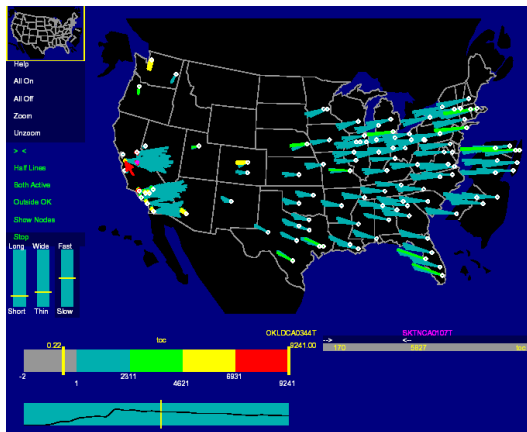 Help
All On
All Off
Zoom
Unzoom
> <
Half Lines
Both Active
Outside OK
Show Nodes
Stop
Long Wide Fast
Short Thin Slow
OKLDCA0344T SKTNCA0107T
0.22 toc 9241.00
170 5827 toc
-2 2311 6931
1 4621 9241